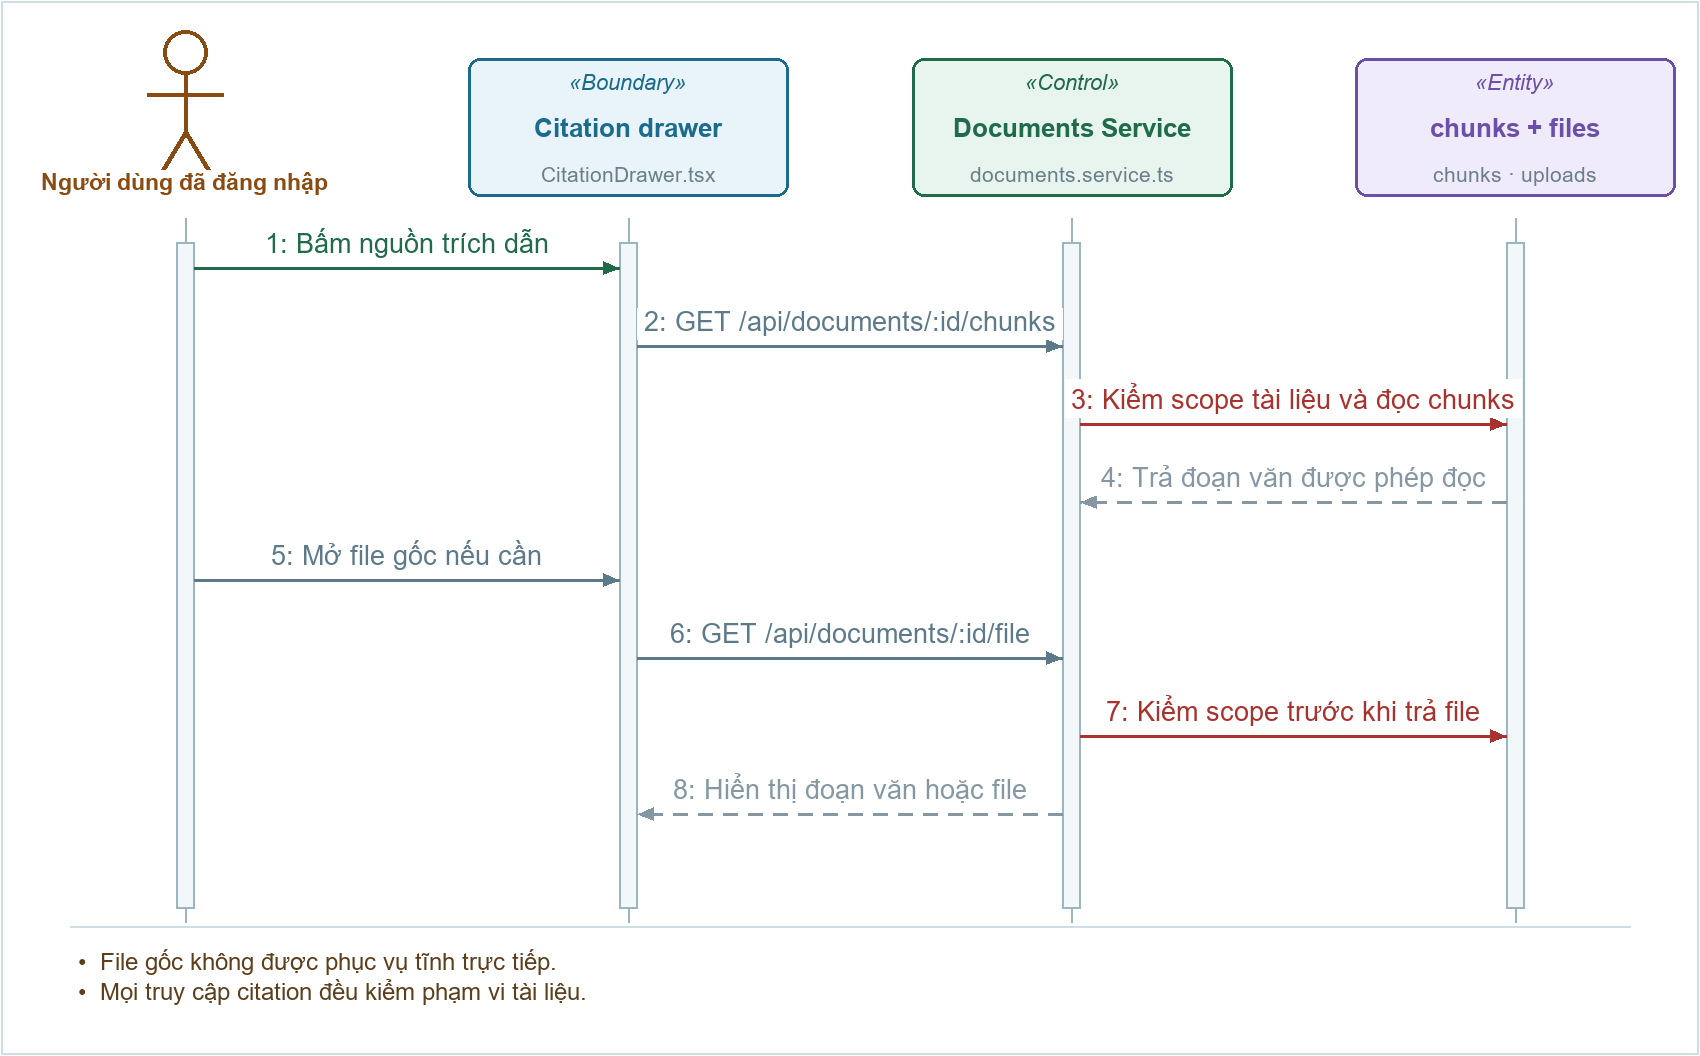 Người dùng đã đăng nhập
«Boundary»
Citation drawer
CitationDrawer.tsx
«Control»
Documents Service
documents.service.ts
«Entity»
chunks + files
chunks · uploads
1: Bấm nguồn trích dẫn
2: GET /api/documents/:id/chunks
3: Kiểm scope tài liệu và đọc chunks
4: Trả đoạn văn được phép đọc
5: Mở file gốc nếu cần
6: GET /api/documents/:id/file
7: Kiểm scope trước khi trả file
8: Hiển thị đoạn văn hoặc file
• File gốc không được phục vụ tĩnh trực tiếp.
• Mọi truy cập citation đều kiểm phạm vi tài liệu.